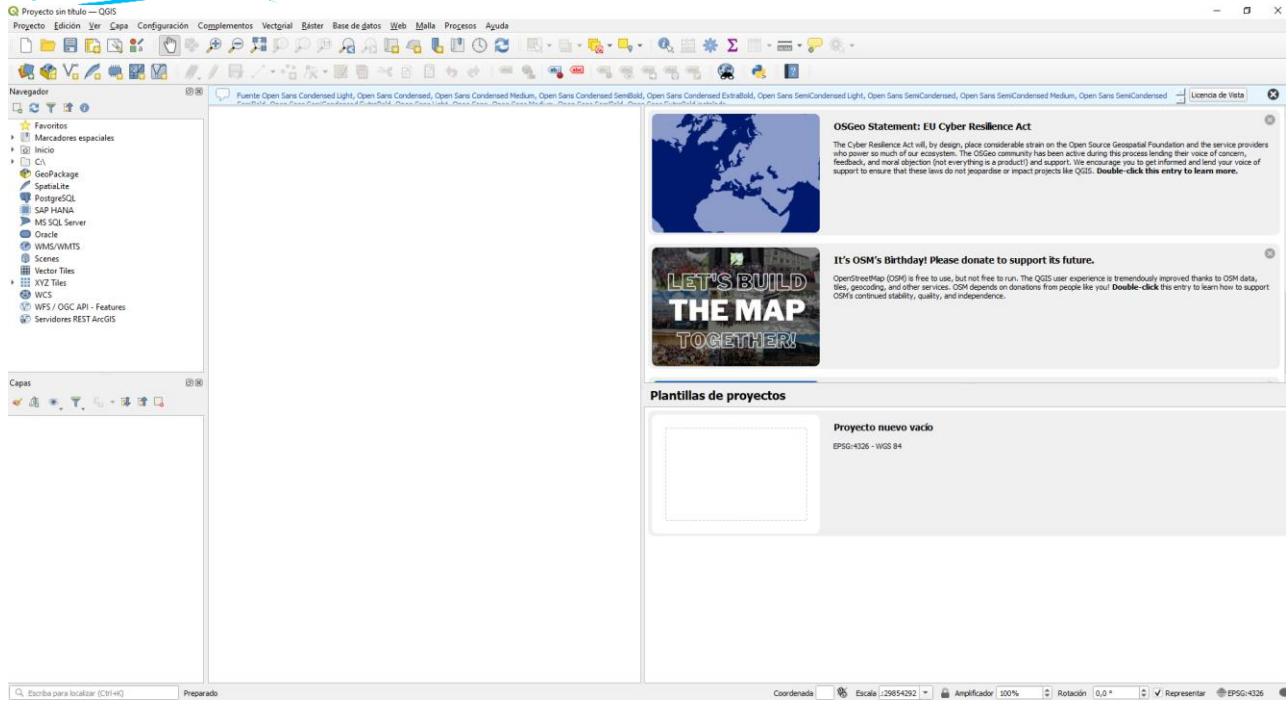 Proyecto sin título — QGIS
Proyecto Edición Ver Capa Configuración Complementos Vectorial Ráster Base de datos Web Malla Procesos Ayuda
Navegador
Fuente Open Sans Condensed Light, Open Sans Condensed, Open Sans Condensed Medium, Open Sans Condensed SemiBold, Open Sans Condensed ExtraBold, Open Sans SemiCondensed Light, Open Sans SemiCondensed, Open Sans SemiCondensed Medium, Open Sans SemiCondensed
Licencia de Vista
Favoritos
Marcadores espaciales
Inicio
C:\
GeoPackage
SpatiaLite
PostgreSQL
SAP HANA
MS SQL Server
Oracle
WMS/WMTS
Scenes
Vector Tiles
XYZ Tiles
WCS
WFS / OGC API - Features
Servidores REST ArcGIS
Capas
OSGeo Statement: EU Cyber Resilience Act
The Cyber Resilience Act will, by design, place considerable strain on the Open Source Geospatial Foundation and the service providers
who power so much of our ecosystem. The OSGeo community has been active during this process lending their voice of concern,
feedback, and moral objection (not everything is a product!) and support. We encourage you to get informed and lend your voice of
support to ensure that these laws do not jeopardise or impact projects like QGIS. Double-click this entry to learn more.
LET'S BUILD
THE MAP
TOGETHER!
It's OSM's Birthday! Please donate to support its future.
OpenStreetMap (OSM) is free to use, but not free to run. The QGIS user experience is tremendously improved thanks to OSM data,
tiles, geocoding, and other services. OSM depends on donations from people like you! Double-click this entry to learn how to support
OSM's continued stability, quality, and independence.
Plantillas de proyectos
Proyecto nuevo vacío
EPSG:4326 - WGS 84
Escriba para localizar (Ctrl+K)
Preparado
Coordenada
Escala :29854292
Amplificador 100%
Rotación 0,0 °
Representar
EPSG:4326